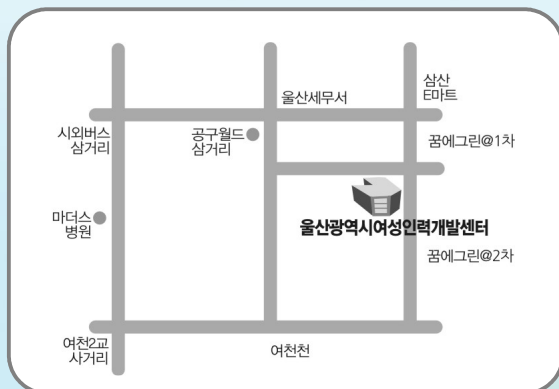 삼산
E마트
울산세무서
시외버스
삼거리
공구월드
삼거리
꿈에그린@1차
마더스
병원
울산광역시여성인력개발센터
꿈에그린@2차
여천2교
사거리
여천천